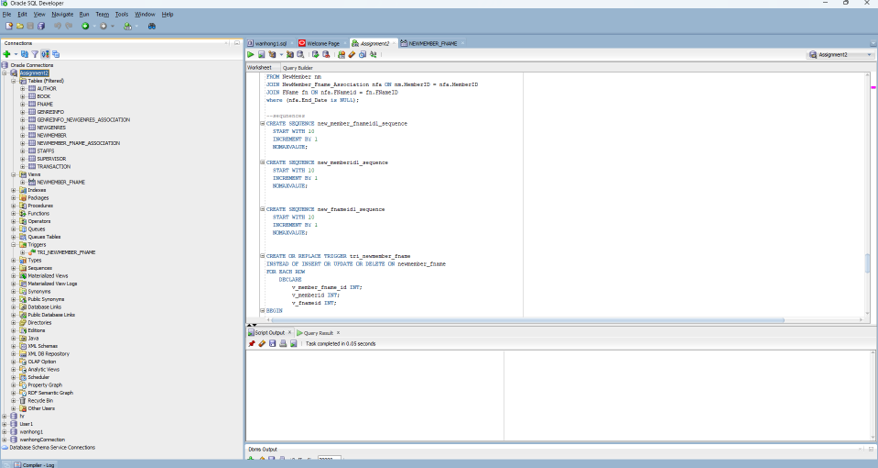 Oracle SQL Developer
File Edit View Navigate Run Team Tools Window Help
Connections
Oracle Connections
Assignment2
Tables (Filtered)
AUTHOR
BOOK
FNAME
GENREINFO
GENREINFO_NEWGENRES_ASSOCIATION
NEWGENRES
NEWMEMBER
NEWMEMBER_FNAME_ASSOCIATION
STAFFS
SUPERVISOR
TRANSACTION
Views
NEWMEMBER_FNAME
Indexes
Packages
Procedures
Functions
Operators
Queues
Queues Tables
Triggers
TRI_NEWMEMBER_FNAME
Types
Sequences
Materialized Views
Materialized View Logs
Synonyms
Public Synonyms
Database Links
Public Database Links
Directories
Editions
Java
XML Schemas
XML DB Repository
OLAP Option
Analytic Views
Scheduler
Property Graph
RDF Semantic Graph
Recycle Bin
Other Users
hr
User1
wanhong1
wanhongConnection
Database Schema Service Connections
wanhong1.sql Welcome Page Assignment2 NEWMEMBER_FNAME
Assignment2
Worksheet Query Builder
FROM NewMember nm
JOIN NewMember_Fname_Association nfa ON nm.MemberID = nfa.MemberID
JOIN FName fn ON nfa.FNameid = fn.FNameID
where (nfa.End_Date is NULL);
CREATE SEQUENCE new_member_fnameid1_sequence
START WITH 10
INCREMENT BY 1
NOMAXVALUE;
CREATE SEQUENCE new_memberid1_sequence
START WITH 10
INCREMENT BY 1
NOMAXVALUE;
CREATE SEQUENCE new_fnameid1_sequence
START WITH 10
INCREMENT BY 1
NOMAXVALUE;
CREATE OR REPLACE TRIGGER tri_newmember_fname
INSTEAD OF INSERT OR UPDATE OR DELETE ON newmember_fname
FOR EACH ROW
DECLARE
v_member_fname_id INT;
v_memberid INT;
v_fnameid INT;
BEGIN
Script Output × Query Result ×
Task completed in 0.05 seconds
Dbms Output
Compiler - Log